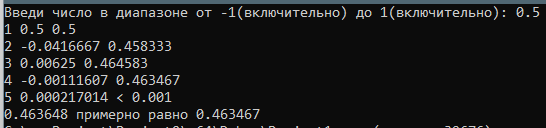 Введи число в диапазоне от -1(включительно) до 1(включительно): 0.5
1 0.5 0.5
2 -0.0416667 0.458333
3 0.00625 0.464583
4 -0.00111607 0.463467
5 0.000217014 < 0.001
0.463648 примерно равно 0.463467